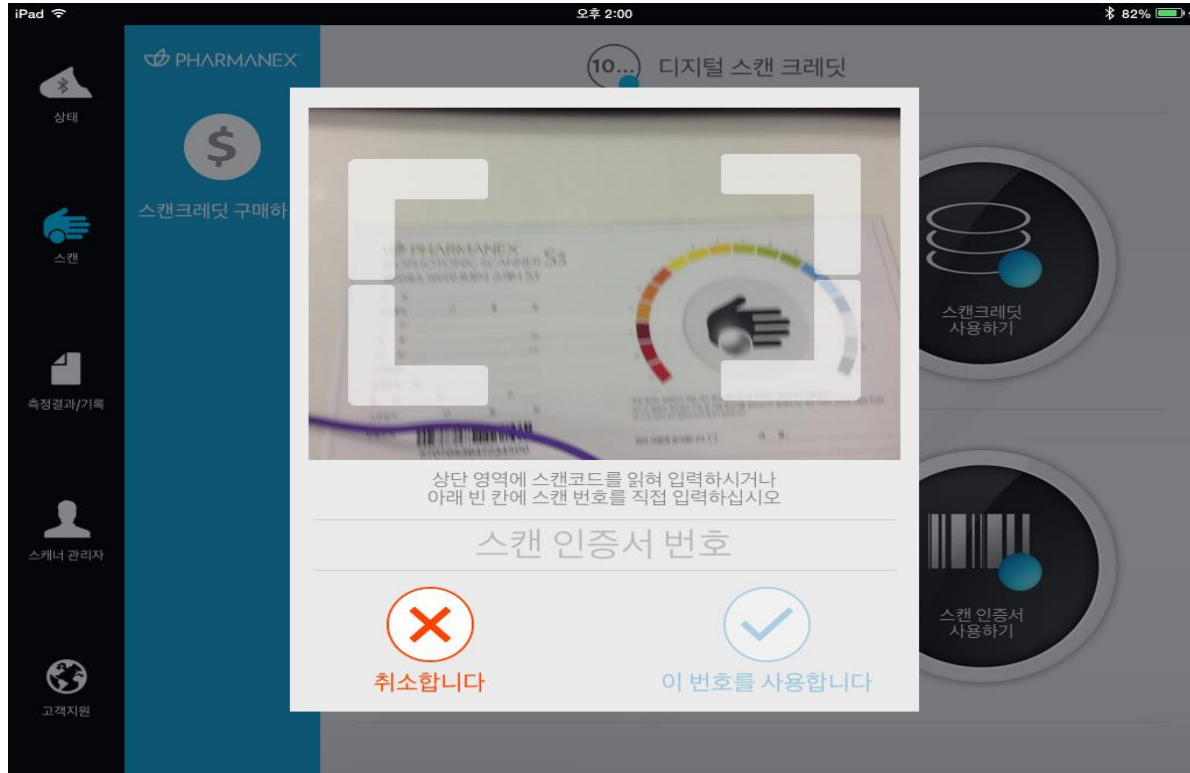 iPad
오후 2:00
82%
상태
스캔
측정결과/기록
스캐너 관리자
고객지원
PHARMANEX
$
스캔크레딧 구매하
10...
디지털 스캔 크레딧
PHARMANEX
SCANNER S3
상단 영역에 스캔코드를 읽혀 입력하시거나
아래 빈 칸에 스캔 번호를 직접 입력하십시오
스캔 인증서 번호
취소합니다
이 번호를 사용합니다
스캔크레딧
사용하기
스캔 인증서
사용하기